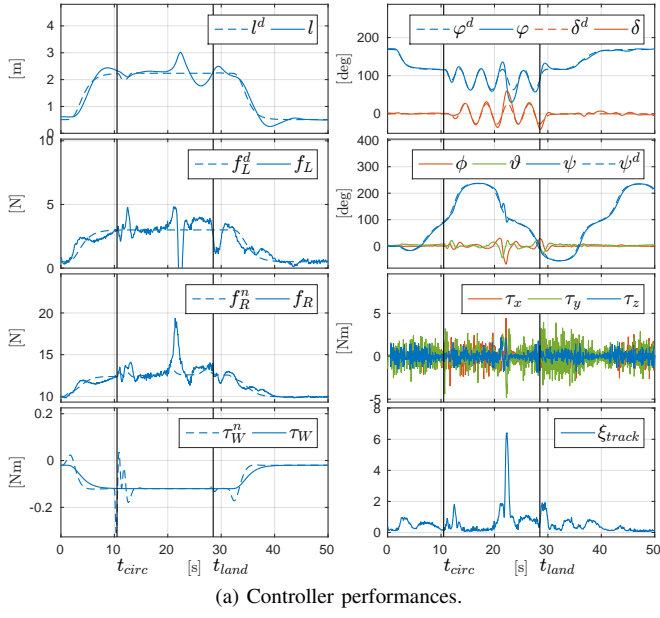 l^d l
[m]
4
3
2
1
0
f_L^d f_L
[N]
10
5
0
f_R^n f_R
[N]
20
15
10
τ_W^n τ_W
[Nm]
0.2
0
-0.2
0 10 20 30 40 50
t_circ [s] t_land
φ^d φ δ^d δ
[deg]
200
100
0
ϕ ϑ ψ ψ^d
[deg]
400
300
200
100
0
τ_x τ_y τ_z
[Nm]
5
0
-5
ξ_track
8
6
4
2
0
0 10 20 30 40 50
t_circ [s] t_land
(a) Controller performances.